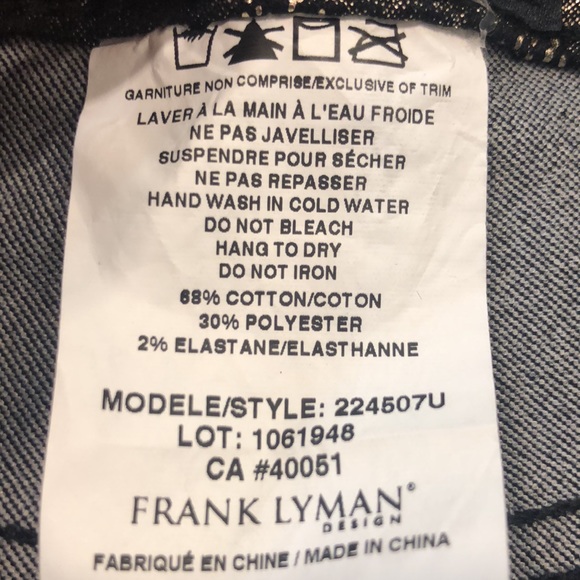 GARNITURE NON COMPRISE/EXCLUSIVE OF TRIM
LAVER À LA MAIN À L'EAU FROIDE
NE PAS JAVELLISER
SUSPENDRE POUR SÉCHER
NE PAS REPASSER
HAND WASH IN COLD WATER
DO NOT BLEACH
HANG TO DRY
DO NOT IRON
68% COTTON/COTON
30% POLYESTER
2% ELASTANE/ELASTHANNE
MODELE/STYLE: 224507U
LOT: 1061948
CA #40051
FRANK LYMAN®
DESIGN
FABRIQUÉ EN CHINE / MADE IN CHINA